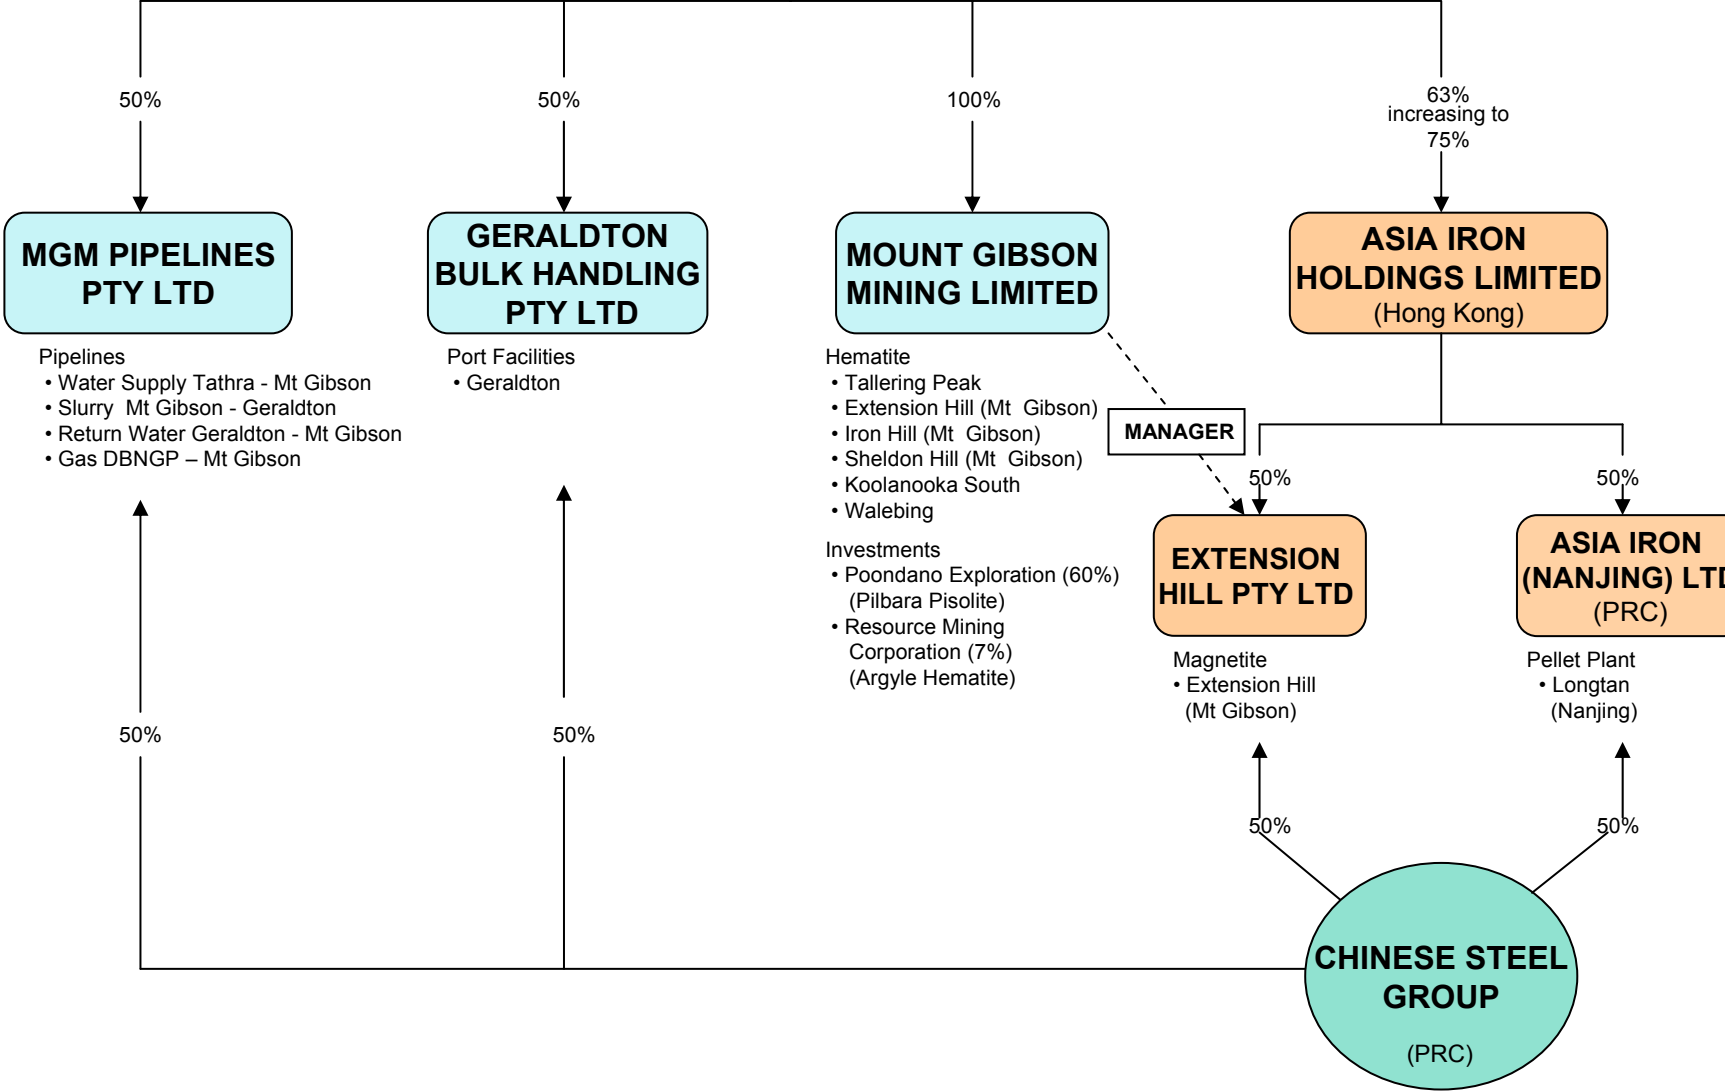 50%
50%
100%
63%
increasing to
75%
MGM PIPELINES
PTY LTD
GERALDTON
BULK HANDLING
PTY LTD
MOUNT GIBSON
MINING LIMITED
ASIA IRON
HOLDINGS LIMITED
(Hong Kong)
Pipelines
• Water Supply Tathra - Mt Gibson
• Slurry Mt Gibson - Geraldton
• Return Water Geraldton - Mt Gibson
• Gas DBNGP – Mt Gibson
Port Facilities
• Geraldton
Hematite
• Tallering Peak
• Extension Hill (Mt Gibson)
• Iron Hill (Mt Gibson)
• Sheldon Hill (Mt Gibson)
• Koolanooka South
• Walebing
Investments
• Poondano Exploration (60%)
(Pilbara Pisolite)
• Resource Mining
Corporation (7%)
(Argyle Hematite)
MANAGER
50%
50%
EXTENSION
HILL PTY LTD
ASIA IRON
(NANJING) LTD
(PRC)
Magnetite
• Extension Hill
(Mt Gibson)
Pellet Plant
• Longtan
(Nanjing)
50%
50%
50%
50%
CHINESE STEEL
GROUP
(PRC)